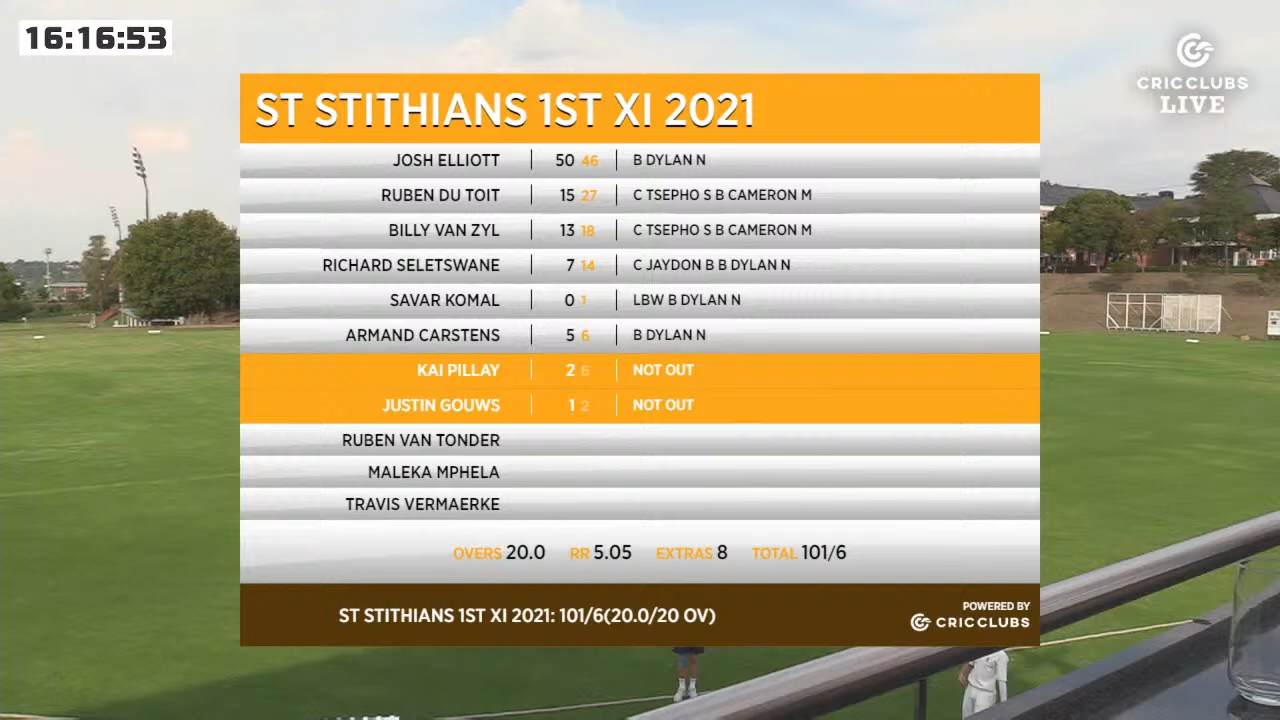 16:16:53
CRICCLUBS
LIVE
ST STITHIANS 1ST XI 2021
JOSH ELLIOTT 50 46 B DYLAN N
RUBEN DU TOIT 15 27 C TSEPHO S B CAMERON M
BILLY VAN ZYL 13 18 C TSEPHO S B CAMERON M
RICHARD SELETSWANE 7 14 C JAYDON B B DYLAN N
SAVAR KOMAL 0 1 LBW B DYLAN N
ARMAND CARSTENS 5 6 B DYLAN N
KAI PILLAY 2 6 NOT OUT
JUSTIN GOUWS 1 2 NOT OUT
RUBEN VAN TONDER
MALEKA MPHELA
TRAVIS VERMAERKE
OVERS 20.0 RR 5.05 EXTRAS 8 TOTAL 101/6
ST STITHIANS 1ST XI 2021: 101/6(20.0/20 OV)
POWERED BY
CRICCLUBS